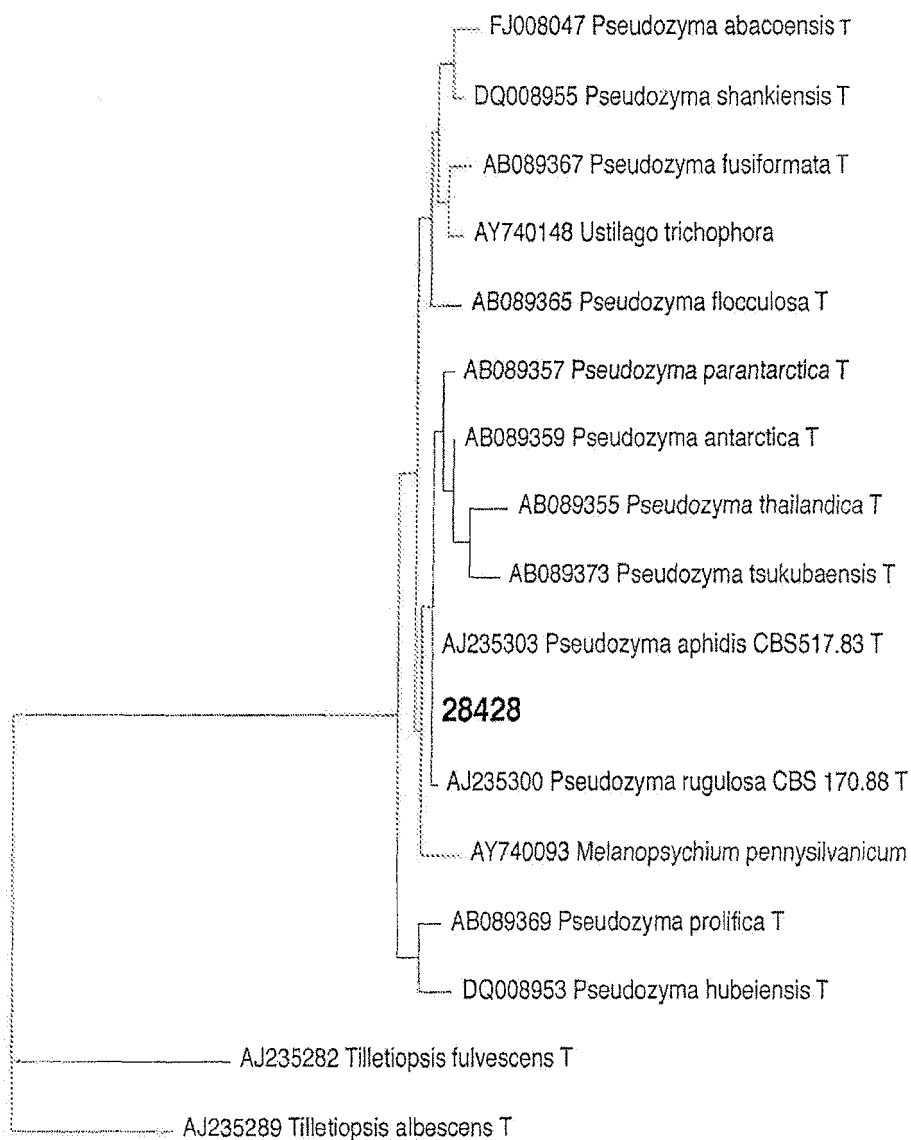 FJ008047 Pseudozyma abacoensis T
DQ008955 Pseudozyma shankiensis T
AB089367 Pseudozyma fusiformata T
AY740148 Ustilago trichophora
AB089365 Pseudozyma flocculosa T
AB089357 Pseudozyma parantarctica T
AB089359 Pseudozyma antarctica T
AB089355 Pseudozyma thailandica T
AB089373 Pseudozyma tsukubaensis T
AJ235303 Pseudozyma aphidis CBS517.83 T
28428
AJ235300 Pseudozyma rugulosa CBS 170.88 T
AY740093 Melanopsychium pennysilvanicum
AB089369 Pseudozyma prolifica T
DQ008953 Pseudozyma hubeiensis T
AJ235282 Tilletiopsis fulvescens T
AJ235289 Tilletiopsis albescens T